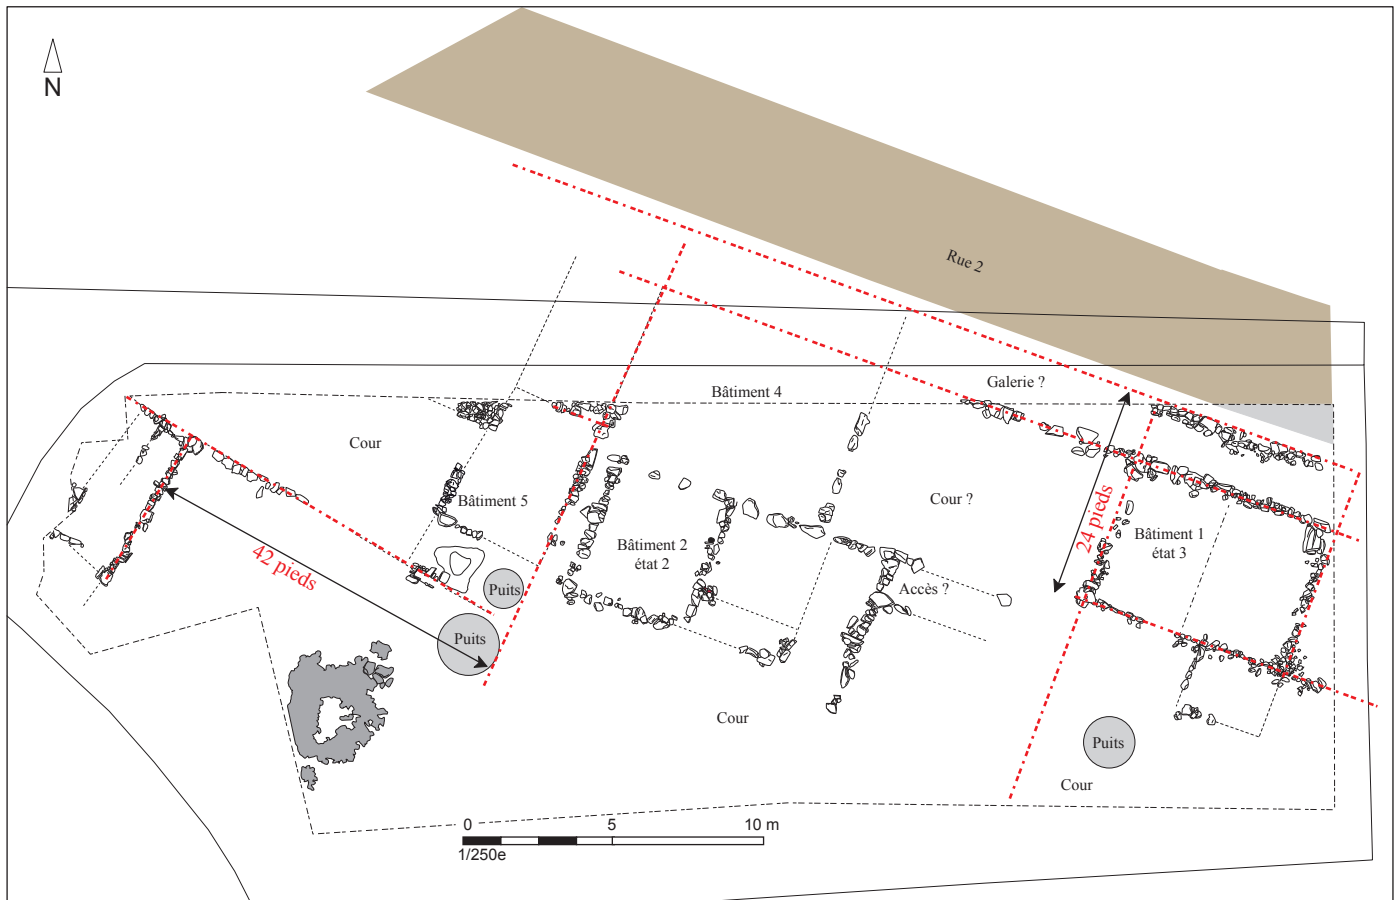 N
Rue 2
Galerie ?
Bâtiment 4
Cour
Bâtiment 5
Cour ?
24 pieds
Bâtiment 1
état 3
Bâtiment 2
état 2
42 pieds
Puits
Accès ?
Puits
Cour
Puits
Cour
0 5 10 m
1/250e